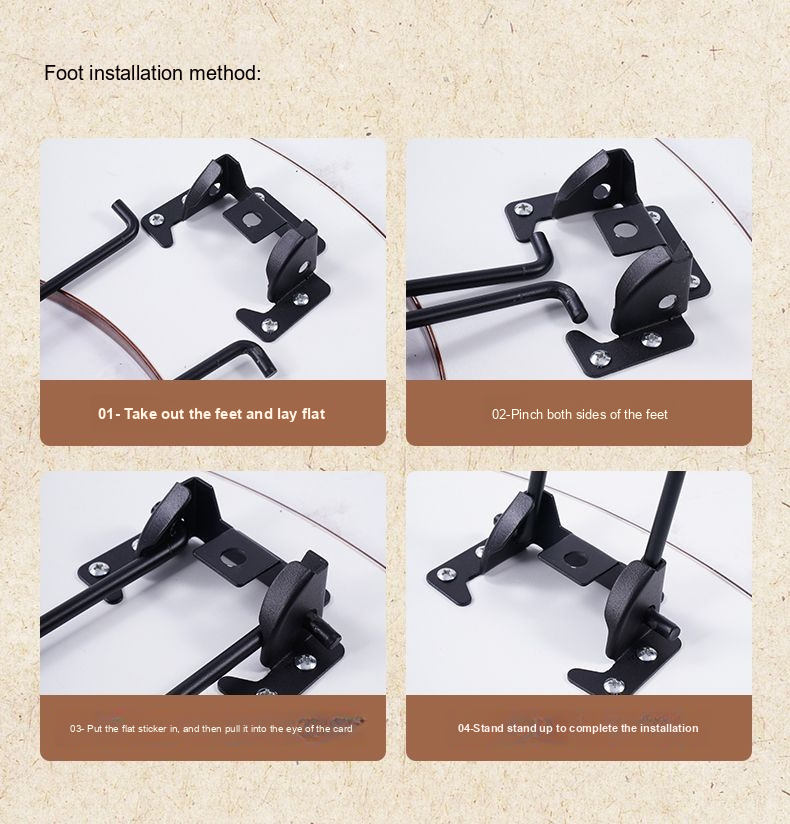 Foot installation method:
01- Take out the feet and lay flat
02-Pinch both sides of the feet
03- Put the flat sticker in, and then pull it into the eye of the card
04-Stand stand up to complete the installation